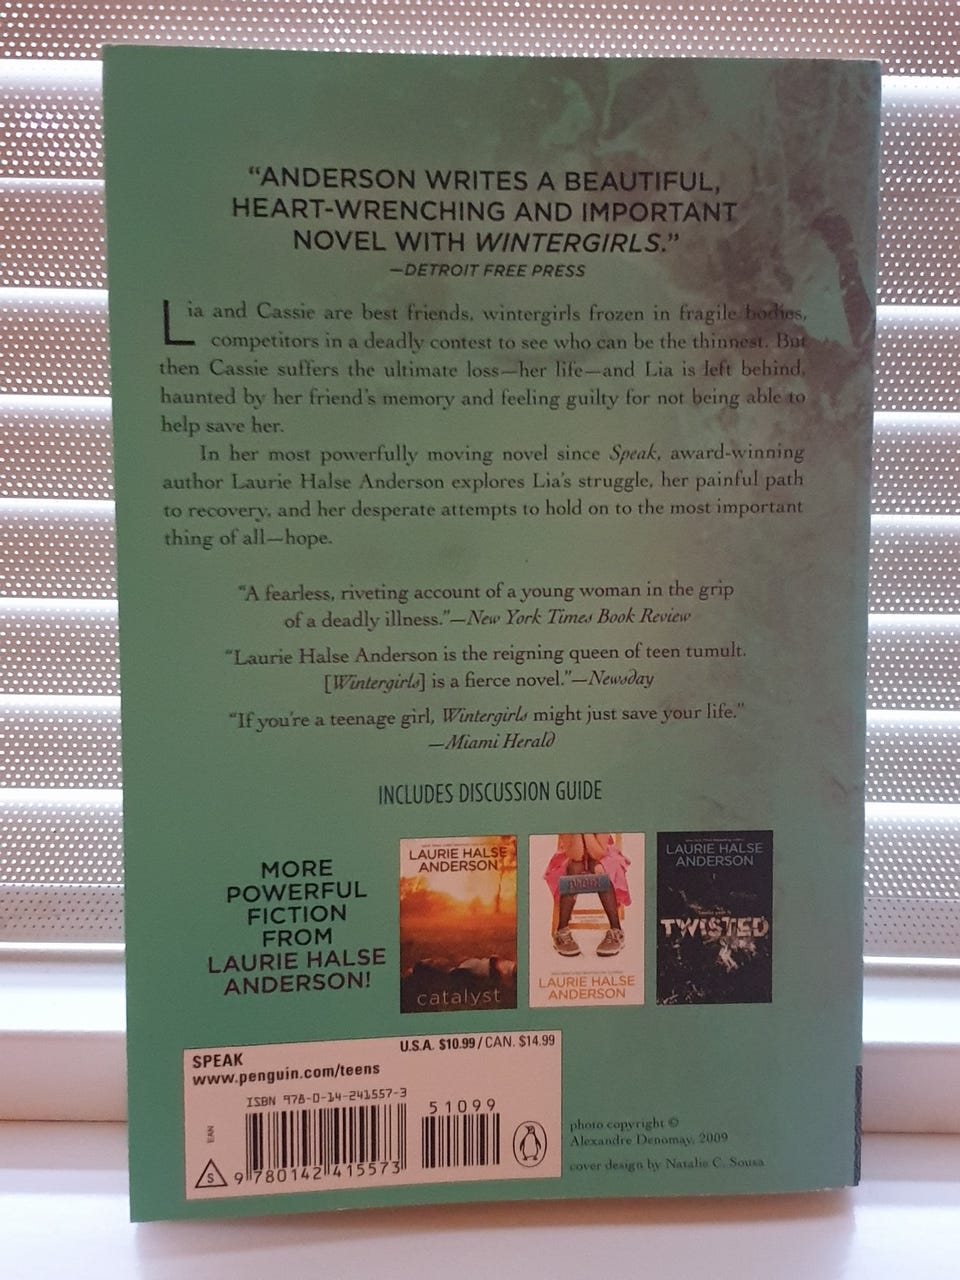 “ANDERSON WRITES A BEAUTIFUL,
HEART-WRENCHING AND IMPORTANT
NOVEL WITH WINTERGIRLS.”
—DETROIT FREE PRESS
Lia and Cassie are best friends, wintergirls frozen in fragile bodies,
competitors in a deadly contest to see who can be the thinnest. But
then Cassie suffers the ultimate loss—her life—and Lia is left behind,
haunted by her friend’s memory and feeling guilty for not being able to
help save her.
In her most powerfully moving novel since Speak, award-winning
author Laurie Halse Anderson explores Lia’s struggle, her painful path
to recovery, and her desperate attempts to hold on to the most important
thing of all—hope.
“A fearless, riveting account of a young woman in the grip
of a deadly illness.”—New York Times Book Review
“Laurie Halse Anderson is the reigning queen of teen tumult.
[Wintergirls] is a fierce novel.”—Newsday
“If you’re a teenage girl, Wintergirls might just save your life.”
—Miami Herald
INCLUDES DISCUSSION GUIDE
MORE
POWERFUL
FICTION
FROM
LAURIE HALSE
ANDERSON!
LAURIE HALSE
ANDERSON
catalyst
LAURIE HALSE
ANDERSON
LAURIE HALSE
ANDERSON
TWISTED
SPEAK
www.penguin.com/teens
U.S.A. $10.99/CAN. $14.99
ISBN 978-0-14-241557-3
51099
EAN
S
9 780142 415573
photo copyright ©
Alexandre Denomay, 2009
cover design by Natalie C. Sousa